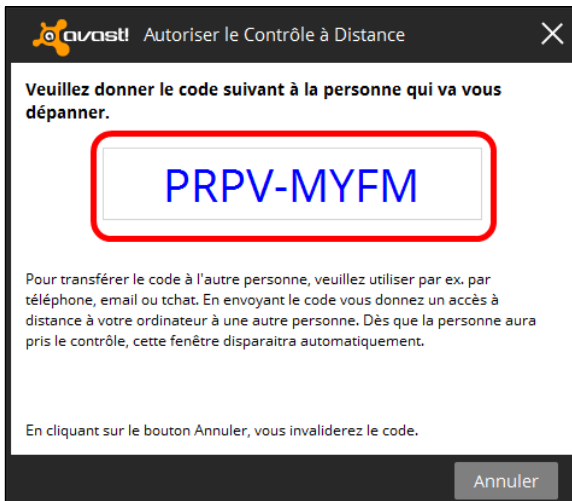 avast! Autoriser le Contrôle à Distance
Veuillez donner le code suivant à la personne qui va vous
dépanner.
PRPV-MYFM
Pour transférer le code à l'autre personne, veuillez utiliser par ex. par
téléphone, email ou tchat. En envoyant le code vous donnez un accès à
distance à votre ordinateur à une autre personne. Dès que la personne aura
pris le contrôle, cette fenêtre disparaitra automatiquement.
En cliquant sur le bouton Annuler, vous invaliderez le code.
Annuler